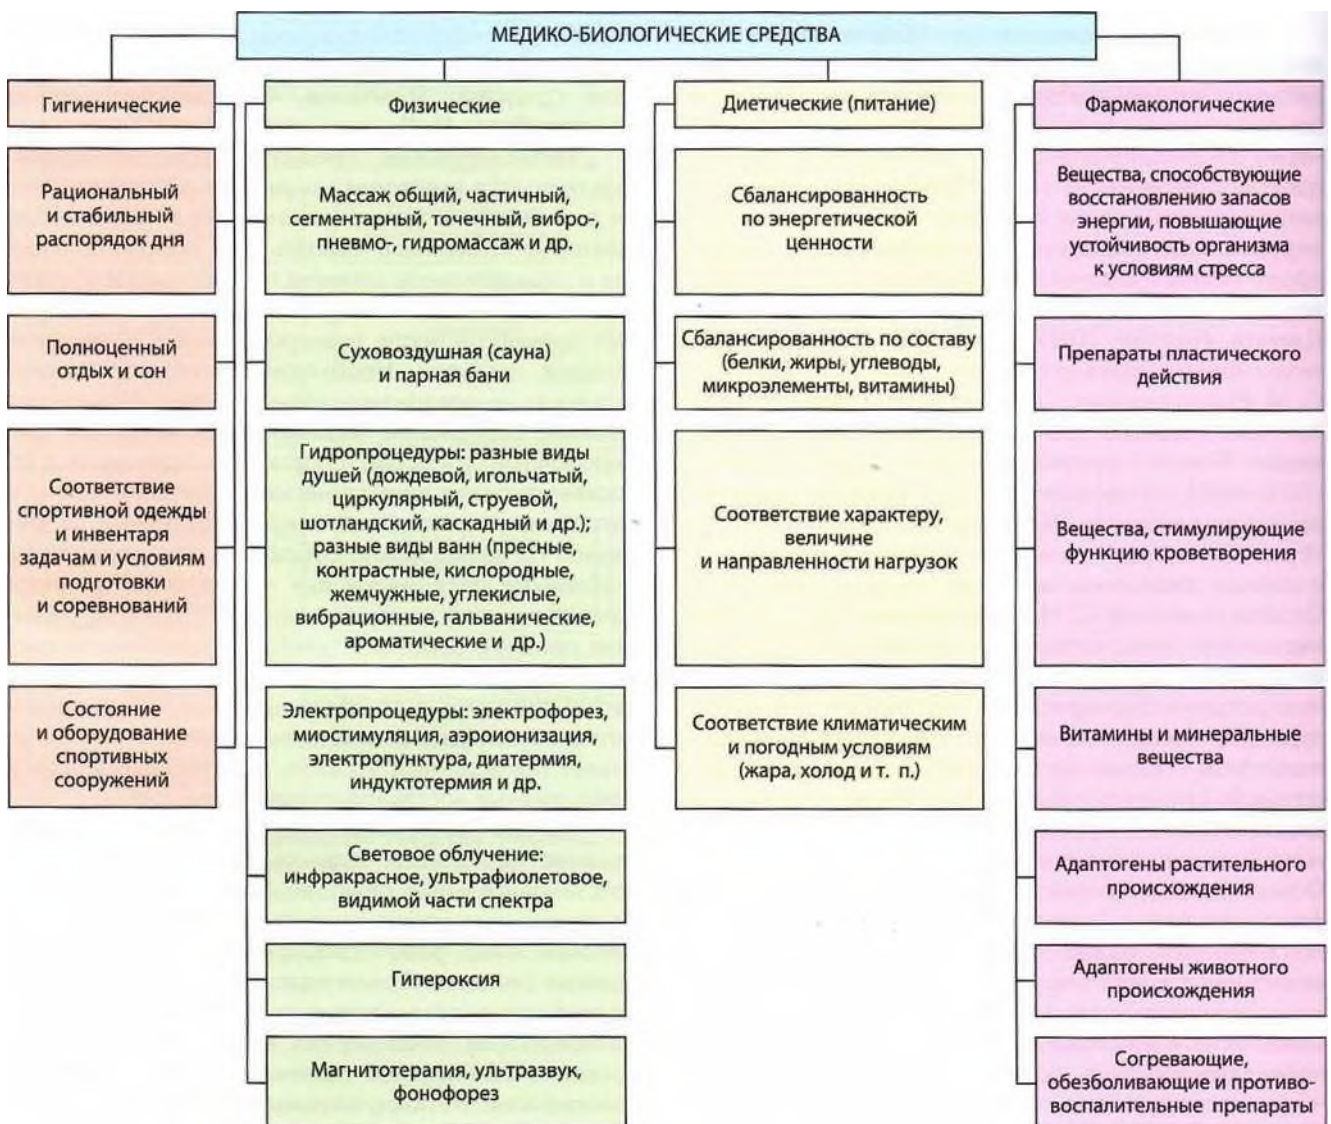 МЕДИКО-БИОЛОГИЧЕСКИЕ СРЕДСТВА
Гигиенические
Рациональный
и стабильный
распорядок дня
Полноценный
отдых и сон
Соответствие
спортивной одежды
и инвентаря
задачам и условиям
подготовки
и соревнований
Состояние
и оборудование
спортивных
сооружений
Физические
Массаж общий, частичный,
сегментарный, точечный, вибро-,
пневмо-, гидромассаж и др.
Суховоздушная (сауна)
и парная бани
Гидропроцедуры: разные виды
душей (дождевой, игольчатый,
циркулярный, струевой,
шотландский, каскадный и др.);
разные виды ванн (пресные,
контрастные, кислородные,
жемчужные, углекислые,
вибрационные, гальванические,
ароматические и др.)
Электропроцедуры: электрофорез,
миостимуляция, аэроионизация,
электропунктура, диатермия,
индуктотермия и др.
Световое облучение:
инфракрасное, ультрафиолетовое,
видимой части спектра
Гипероксия
Магнитотерапия, ультразвук,
фонофорез
Диетические (питание)
Сбалансированность
по энергетической
ценности
Сбалансированность по составу
(белки, жиры, углеводы,
микроэлементы, витамины)
Соответствие характеру,
величине
и направленности нагрузок
Соответствие климатическим
и погодным условиям
(жара, холод и т. п.)
Фармакологические
Вещества, способствующие
восстановлению запасов
энергии, повышающие
устойчивость организма
к условиям стресса
Препараты пластического
действия
Вещества, стимулирующие
функцию кроветворения
Витамины и минеральные
вещества
Адаптогены растительного
происхождения
Адаптогены животного
происхождения
Согревающие,
обезболивающие и противо-
воспалительные препараты